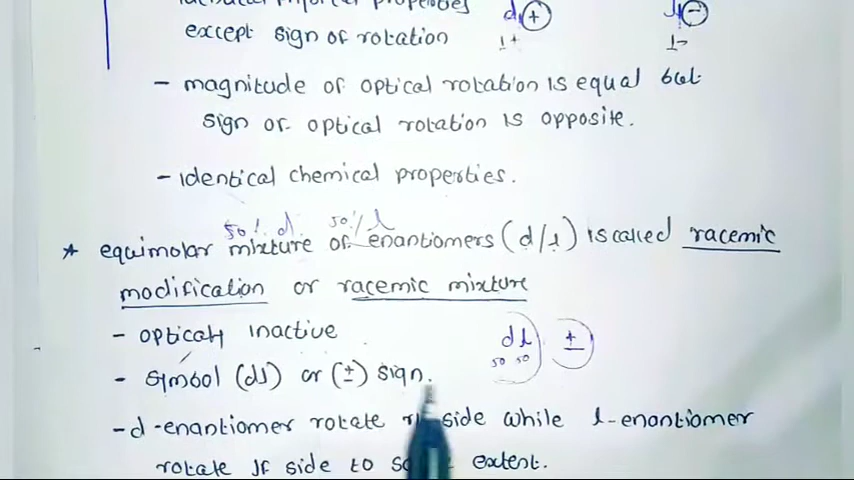 d (+) l (-)
except sign of rotation
- magnitude of optical rotation is equal but
sign of optical rotation is opposite.
- identical chemical properties.
50% d 50% l
* equimolar mixture of enantiomers (d/l) is called racemic
modification or racemic mixture
- optically inactive
dl ±
50 50
- symbol (dl) or (±) sign.
- d-enantiomer rotate side while l-enantiomer
rotate lf side to extent.